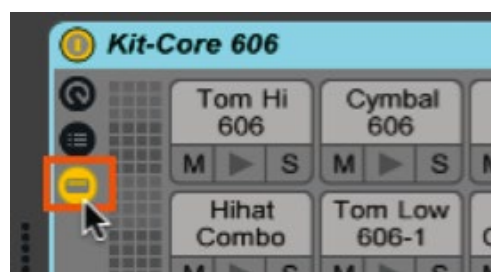 Kit-Core 606
Tom Hi
606
Cymbal
606
M S M S M
Hihat
Combo
Tom Low
606-1
M S M S